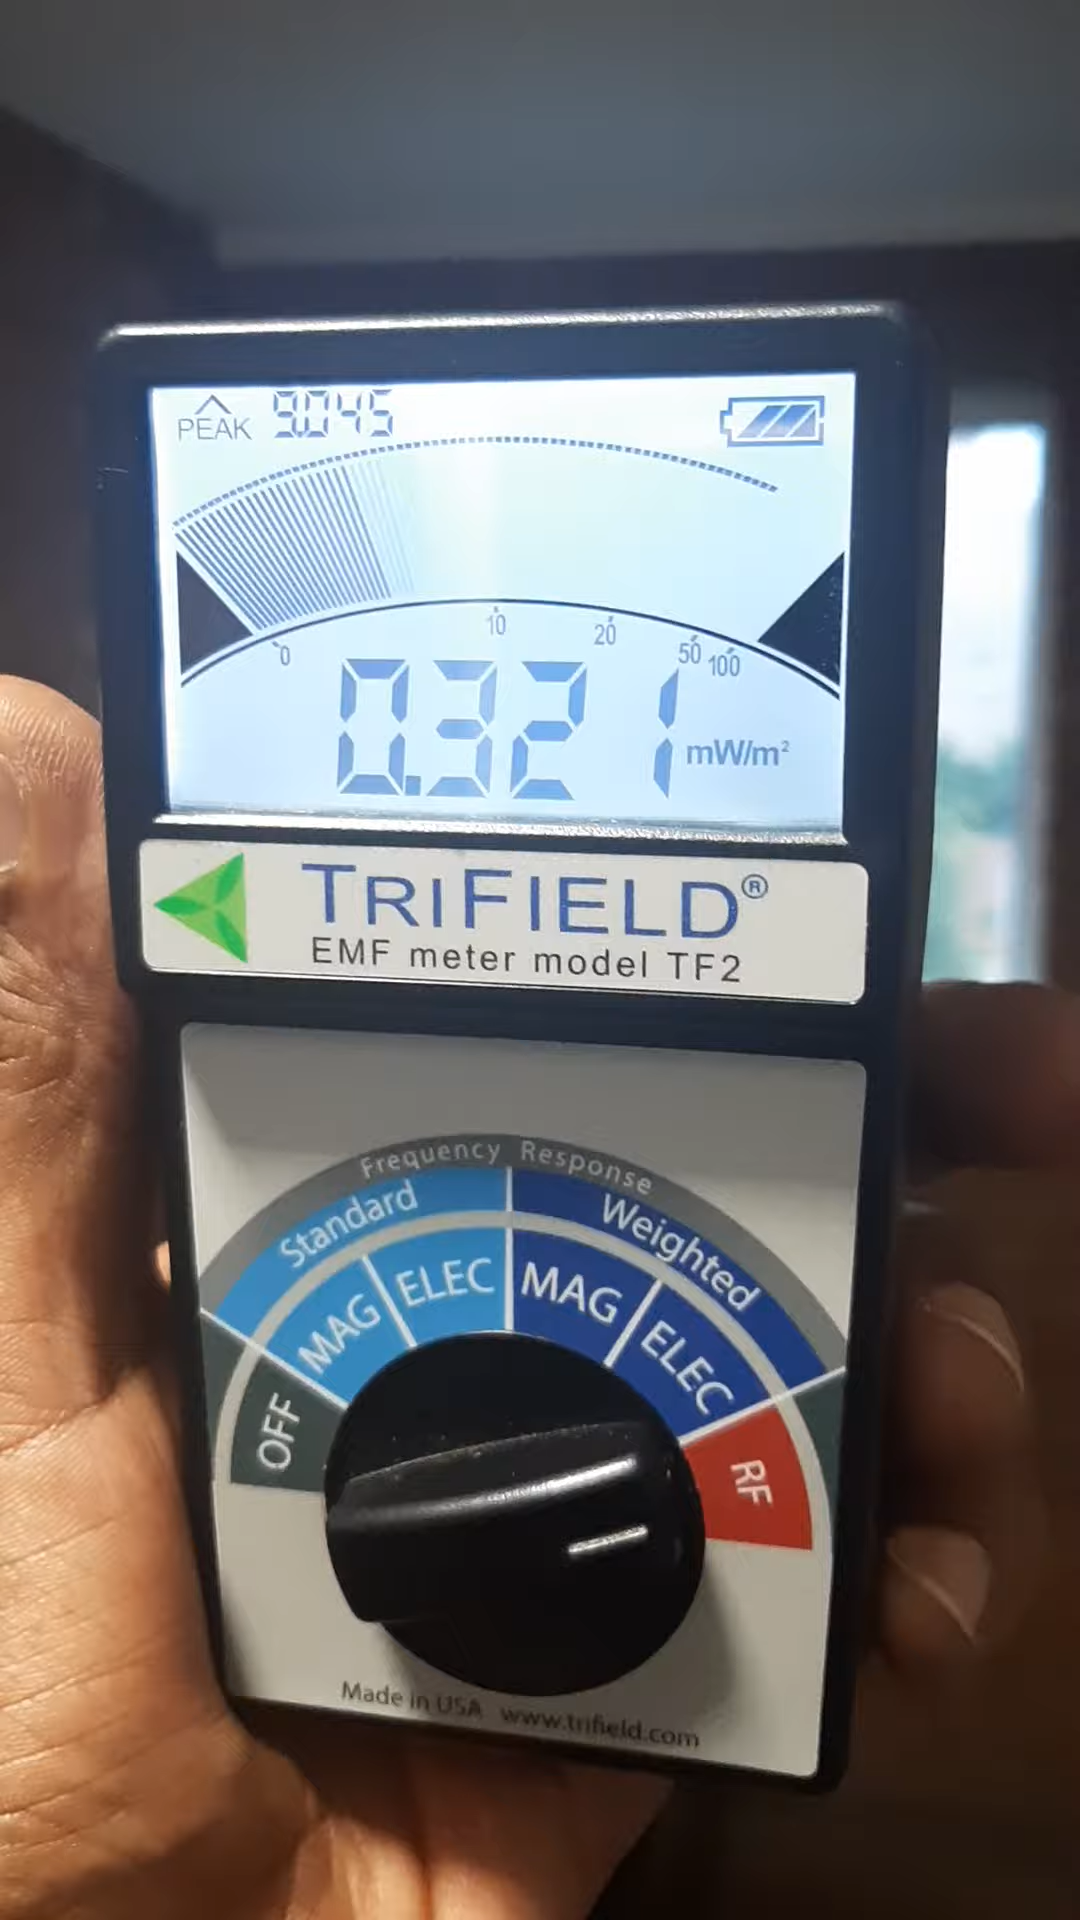 PEAK 9.045
0 10 20 50 100
0.321 mW/m²
TRIFIELD®
EMF meter model TF2
Frequency Response
Standard Weighted
OFF MAG ELEC MAG ELEC RF
Made in USA www.trifield.com